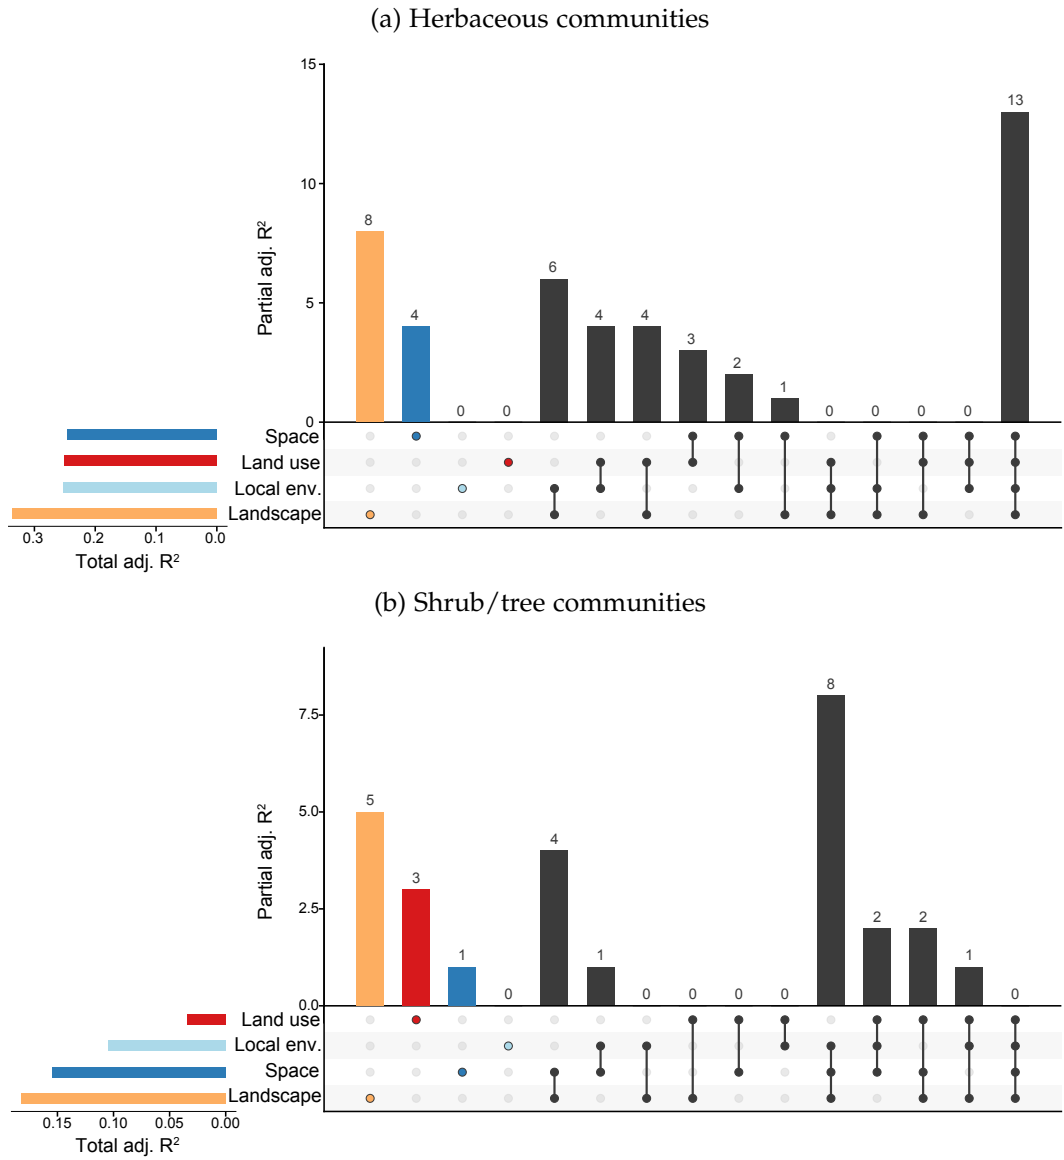 (a) Herbaceous communities
15
10
5
0
Partial adj. R²
8
4
0
0
6
4
4
3
2
1
0
0
0
0
13
Space
Land use
Local env.
Landscape
0.3 0.2 0.1 0.0
Total adj. R²
(b) Shrub/tree communities
7.5
5.0
2.5
0.0
Partial adj. R²
5
3
1
0
4
1
0
0
0
0
8
2
2
1
0
Land use
Local env.
Space
Landscape
0.15 0.10 0.05 0.00
Total adj. R²